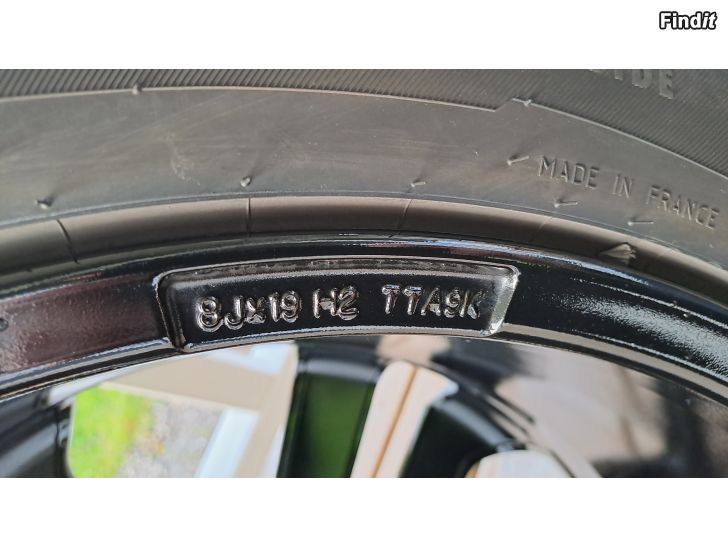 Findit
MADE IN FRANCE
8Jx19 H2 TTA9K